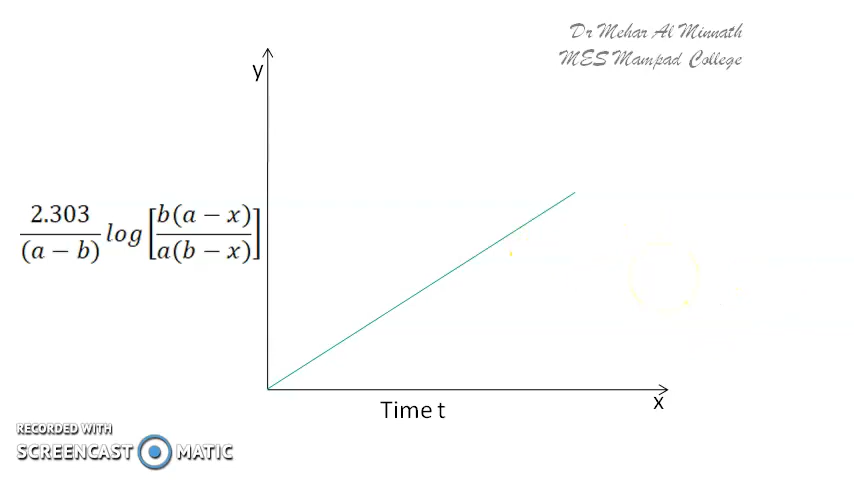 Dr Mehar Al Minnath
MES Mampad College
y
2.303
(a − b)
log
[b(a − x)]
[a(b − x)]
Time t
x
RECORDED WITH
SCREENCAST MATIC